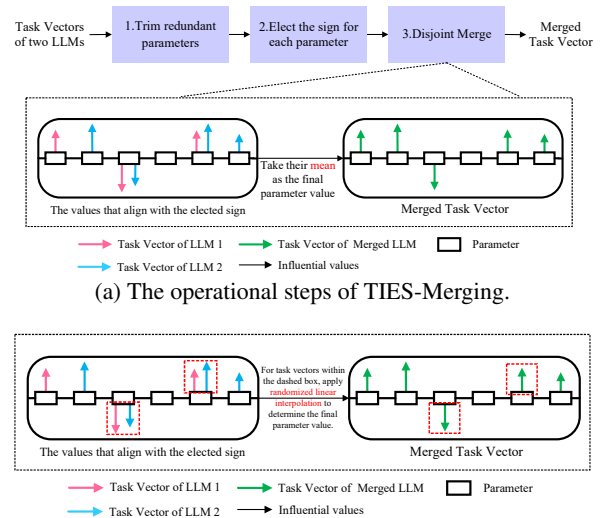 Task Vectors
of two LLMs
1.Trim redundant
parameters
2.Elect the sign for
each parameter
3.Disjoint Merge
Merged
Task Vector
Take their mean
as the final
parameter value
The values that align with the elected sign
Merged Task Vector
Task Vector of LLM 1
Task Vector of Merged LLM
Parameter
Task Vector of LLM 2
Influential values
(a) The operational steps of TIES-Merging.
For task vectors within
the dashed box, apply
randomized linear
interpolation to
determine the final
parameter value.
The values that align with the elected sign
Merged Task Vector
Task Vector of LLM 1
Task Vector of Merged LLM
Parameter
Task Vector of LLM 2
Influential values